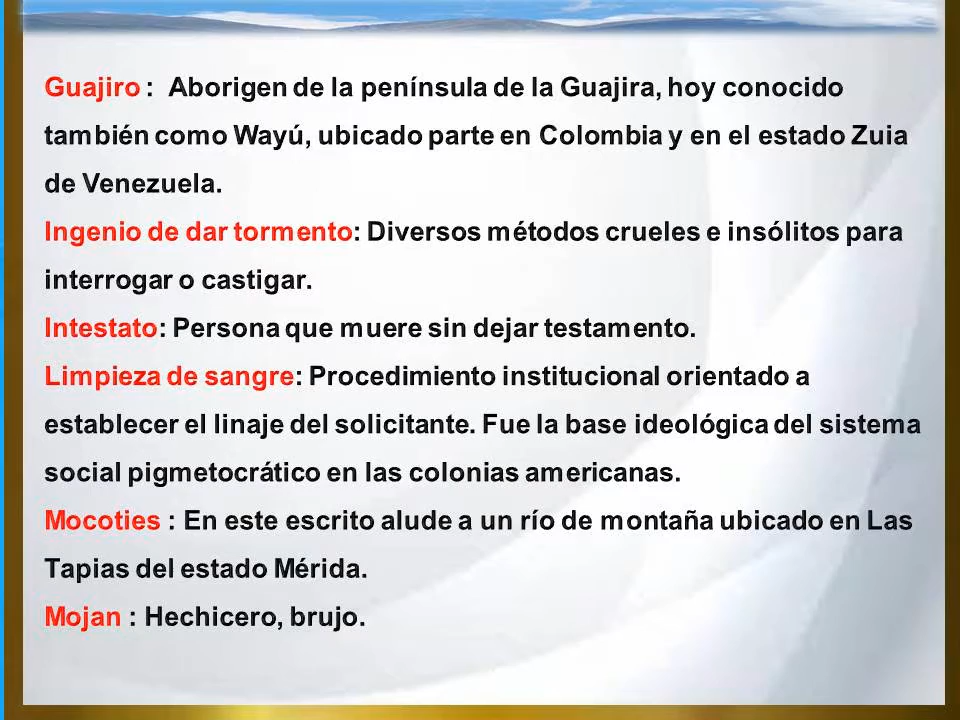 Guajiro :  Aborigen de la península de la Guajira, hoy conocido
también como Wayú, ubicado parte en Colombia y en el estado Zuia
de Venezuela.
Ingenio de dar tormento: Diversos métodos crueles e insólitos para
interrogar o castigar.
Intestato: Persona que muere sin dejar testamento.
Limpieza de sangre: Procedimiento institucional orientado a
establecer el linaje del solicitante. Fue la base ideológica del sistema
social pigmetocrático en las colonias americanas.
Mocoties : En este escrito alude a un río de montaña ubicado en Las
Tapias del estado Mérida.
Mojan : Hechicero, brujo.